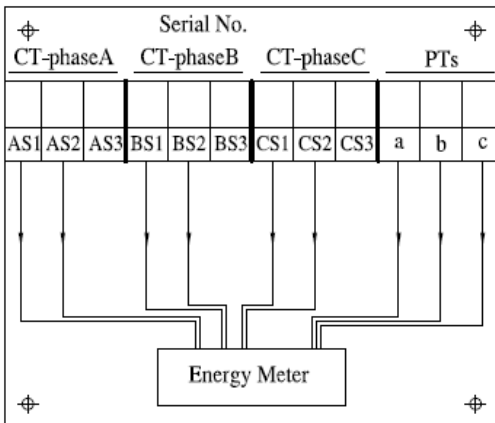 Serial No.
CT-phaseA CT-phaseB CT-phaseC PTs
AS1 AS2 AS3 BS1 BS2 BS3 CS1 CS2 CS3 a b c
Energy Meter